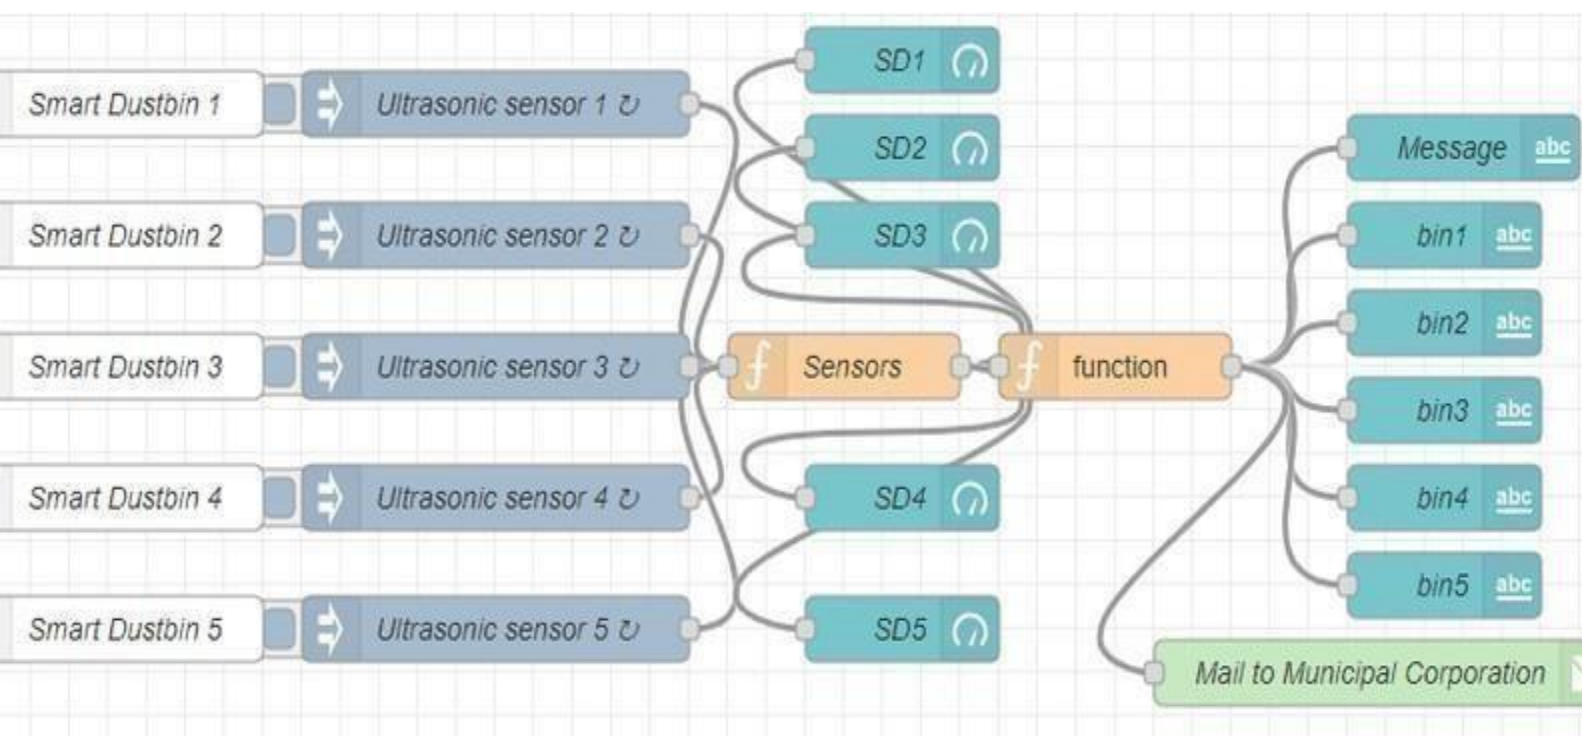 Smart Dustbin 1
Ultrasonic sensor 1 ↻
Smart Dustbin 2
Ultrasonic sensor 2 ↻
Smart Dustbin 3
Ultrasonic sensor 3 ↻
Smart Dustbin 4
Ultrasonic sensor 4 ↻
Smart Dustbin 5
Ultrasonic sensor 5 ↻
SD1
SD2
SD3
f Sensors
SD4
SD5
f function
Message abc
bin1 abc
bin2 abc
bin3 abc
bin4 abc
bin5 abc
Mail to Municipal Corporation